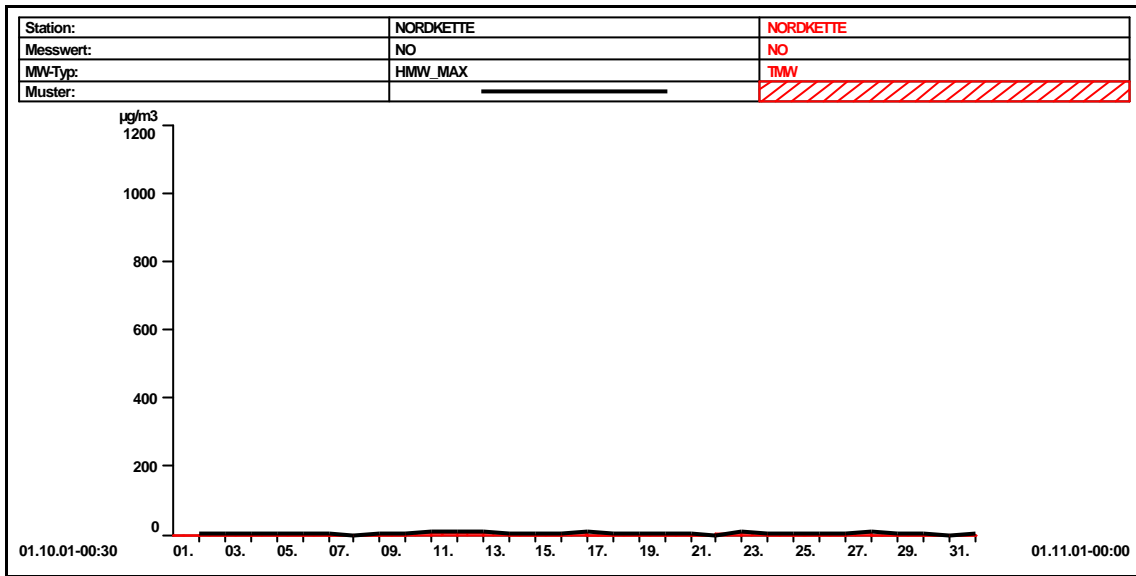 Station: NORDKETTE NORDKETTE
Messwert: NO NO
MW-Typ: HMW_MAX TMW
Muster:
µg/m3
1200
1000
800
600
400
200
0
01.10.01-00:30 01. 03. 05. 07. 09. 11. 13. 15. 17. 19. 21. 23. 25. 27. 29. 31. 01.11.01-00:00